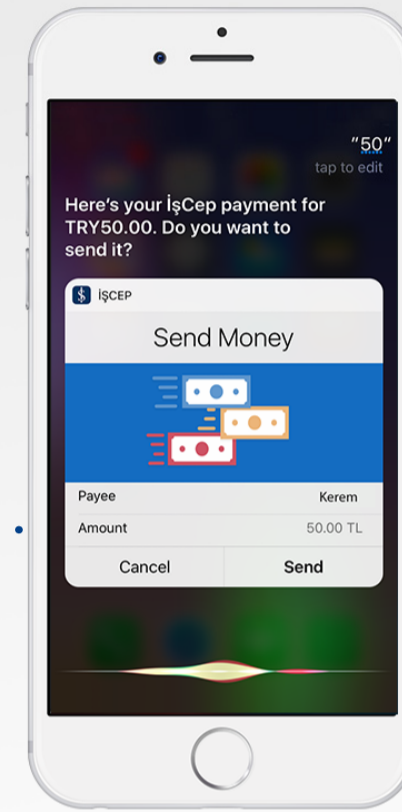 "50"
tap to edit
Here's your İşCep payment for
TRY50.00. Do you want to
send it?
İŞCEP
Send Money
Payee Kerem
Amount 50.00 TL
Cancel Send